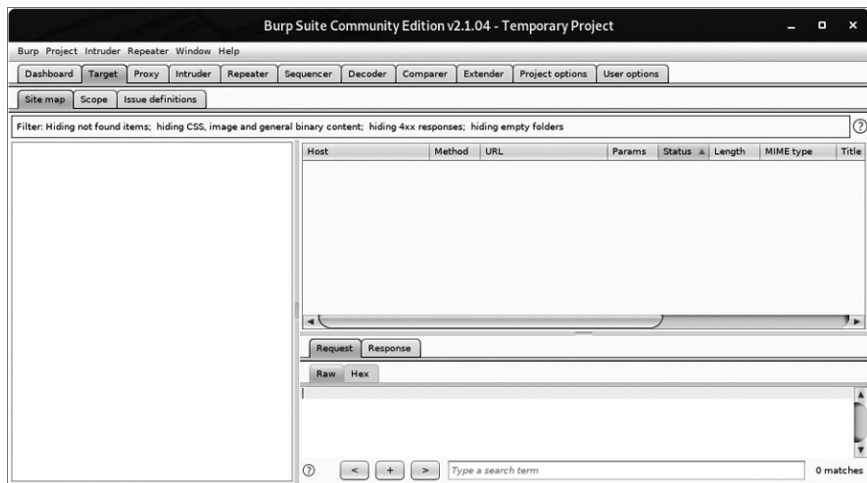 Burp Suite Community Edition v2.1.04 - Temporary Project
Burp Project Intruder Repeater Window Help
Dashboard Target Proxy Intruder Repeater Sequencer Decoder Comparer Extender Project options User options
Site map Scope Issue definitions
Filter: Hiding not found items; hiding CSS, image and general binary content; hiding 4xx responses; hiding empty folders ?
Host Method URL Params Status Length MIME type Title
Request Response
Raw Hex
? < + > Type a search term 0 matches